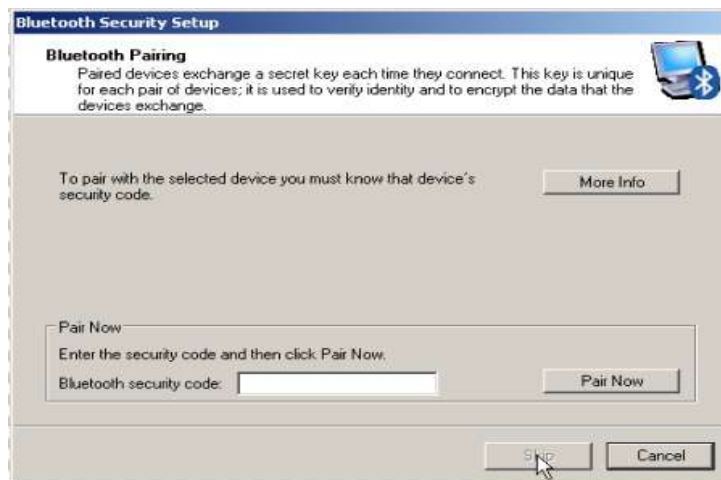 Bluetooth Security Setup
Bluetooth Pairing
Paired devices exchange a secret key each time they connect. This key is unique
for each pair of devices; it is used to verify identity and to encrypt the data that the
devices exchange.
To pair with the selected device you must know that device's
security code.
More Info
Pair Now
Enter the security code and then click Pair Now.
Bluetooth security code:
Pair Now
Skip
Cancel